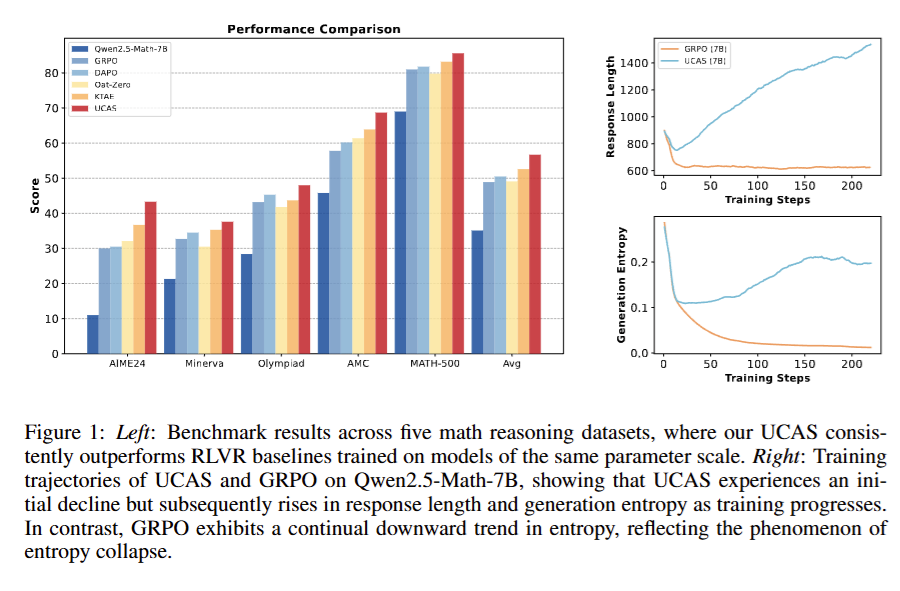 Performance Comparison
Qwen2.5-Math-7B
GRPO
DAPO
Oat-Zero
KTAE
UCAS
Score
80
70
60
50
40
30
20
10
0
AIME24 Minerva Olympiad AMC MATH-500 Avg
GRPO (7B)
UCAS (7B)
Response Length
1400
1200
1000
800
600
0 50 100 150 200
Training Steps
Generation Entropy
0.2
0.1
0.0
0 50 100 150 200
Training Steps
Figure 1: Left: Benchmark results across five math reasoning datasets, where our UCAS consis-
tently outperforms RLVR baselines trained on models of the same parameter scale. Right: Training
trajectories of UCAS and GRPO on Qwen2.5-Math-7B, showing that UCAS experiences an ini-
tial decline but subsequently rises in response length and generation entropy as training progresses.
In contrast, GRPO exhibits a continual downward trend in entropy, reflecting the phenomenon of
entropy collapse.